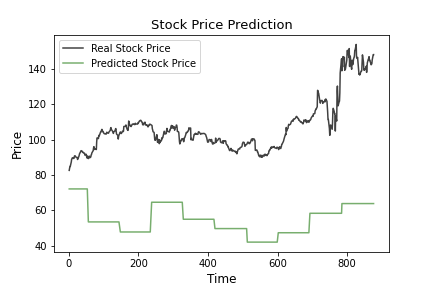 Stock Price Prediction
Real Stock Price
Predicted Stock Price
Price
140
120
100
80
60
40
0 200 400 600 800
Time